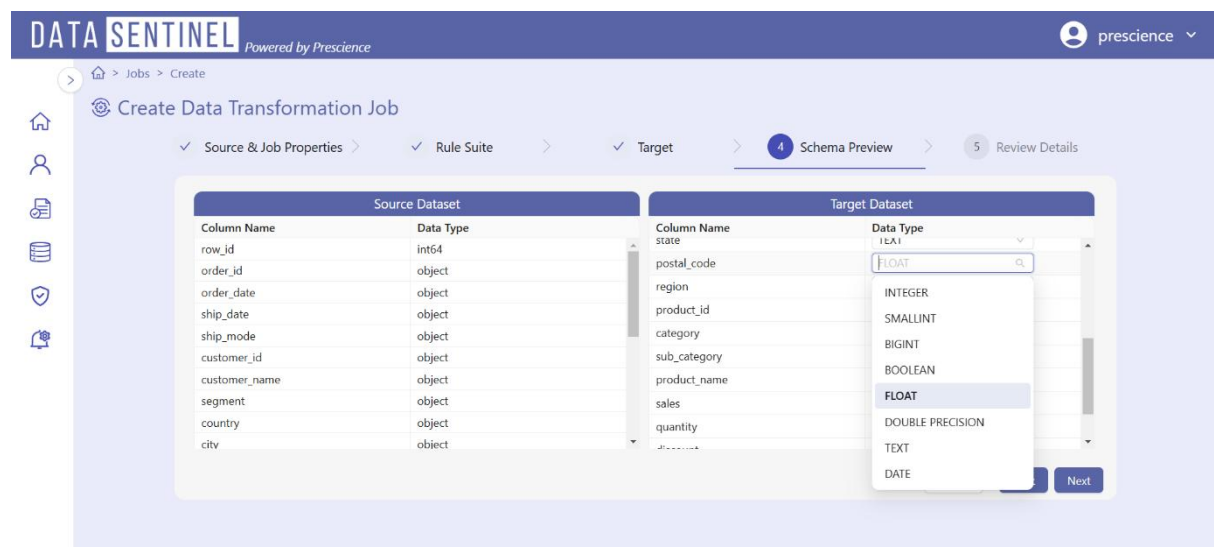 DATA SENTINEL Powered by Prescience
prescience
> Jobs > Create
Create Data Transformation Job
Source & Job Properties
Rule Suite
Target
4 Schema Preview
5 Review Details
Source Dataset
Column Name Data Type
row_id int64
order_id object
order_date object
ship_date object
ship_mode object
customer_id object
customer_name object
segment object
country object
city object
Target Dataset
Column Name Data Type
state TEXT
postal_code FLOAT
region
product_id
category
sub_category
product_name
sales
quantity
discount
INTEGER
SMALLINT
BIGINT
BOOLEAN
FLOAT
DOUBLE PRECISION
TEXT
DATE
Next